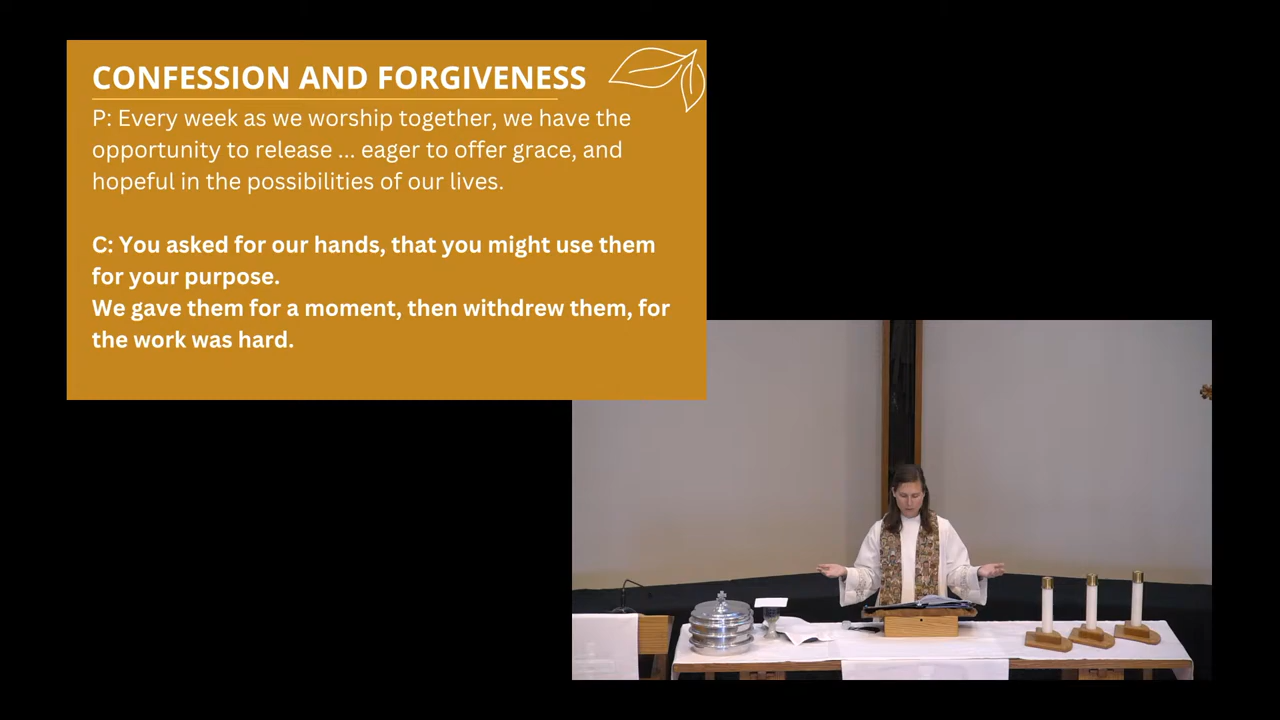 CONFESSION AND FORGIVENESS
P: Every week as we worship together, we have the
opportunity to release ... eager to offer grace, and
hopeful in the possibilities of our lives.
C: You asked for our hands, that you might use them
for your purpose.
We gave them for a moment, then withdrew them, for
the work was hard.